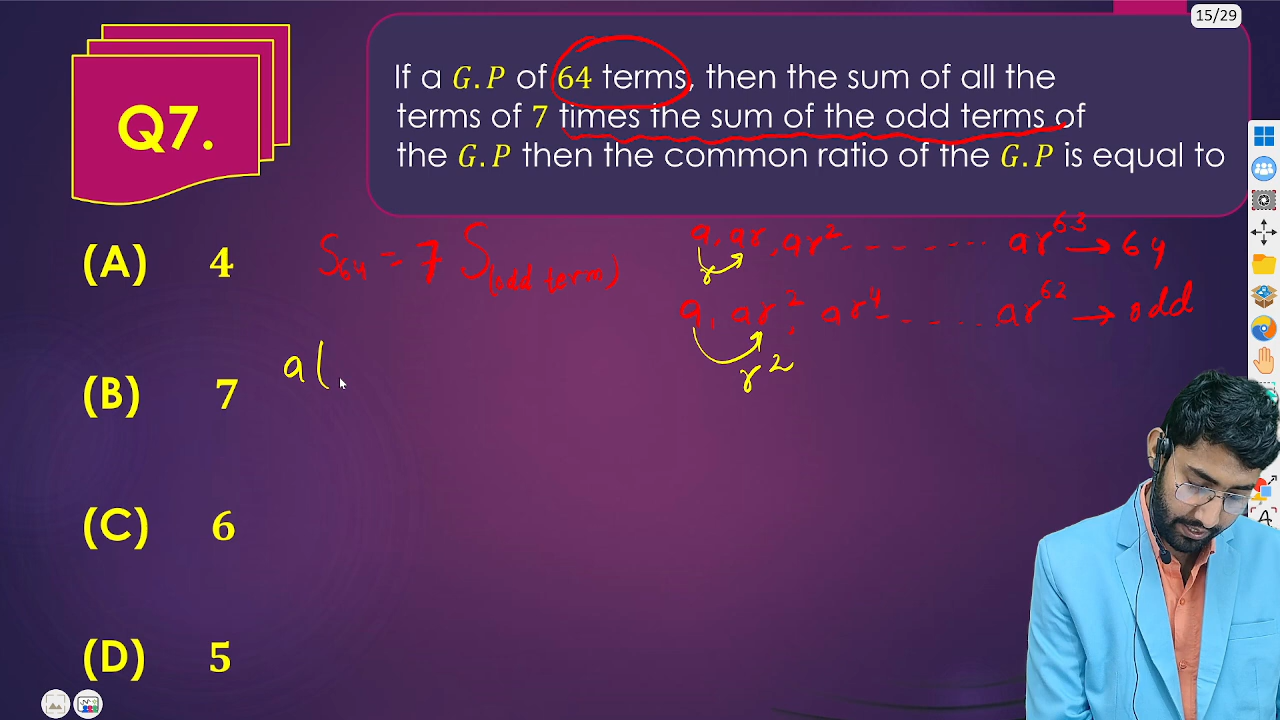 15/29
Q7.
If a G.P of 64 terms, then the sum of all the
terms of 7 times the sum of the odd terms of
the G.P then the common ratio of the G.P is equal to
(A) 4
S₆₄ = 7 S(odd term)
a, ar, ar² - - - - - - - - ar⁶³ → 64
r
a, ar², ar⁴ - - - - - - ar⁶² → odd
r²
a(
(B) 7
(C) 6
(D) 5